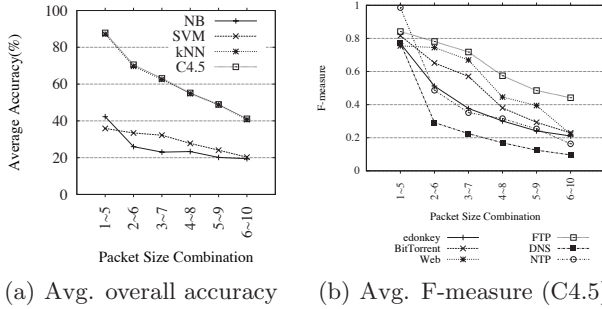 100
80
60
40
20
0
Average Accuracy(%)
NB
SVM
kNN
C4.5
1~5
2~6
3~7
4~8
5~9
6~10
Packet Size Combination
(a) Avg. overall accuracy
1
0.8
0.6
0.4
0.2
0
F-measure
1~5
2~6
3~7
4~8
5~9
6~10
Packet Size Combination
edonkey
BitTorrent
Web
FTP
DNS
NTP
(b) Avg. F-measure (C4.5)